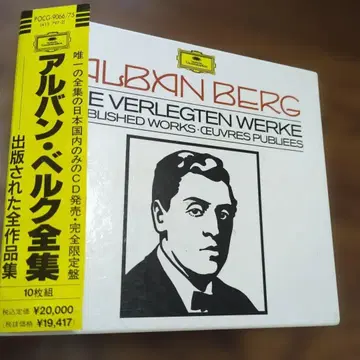 POCG-9066/75
アルバン・ベルク全集
出版された全作品集
唯一の全集の日本国内のみのCD発売・完全限定盤
10枚組
税込定価 ¥20,000
(税抜価格 ¥19,417)
ALBAN BERG
E VERLEGTEN WERKE
BLISHED WORKS·ŒUVRES PUBLIEES